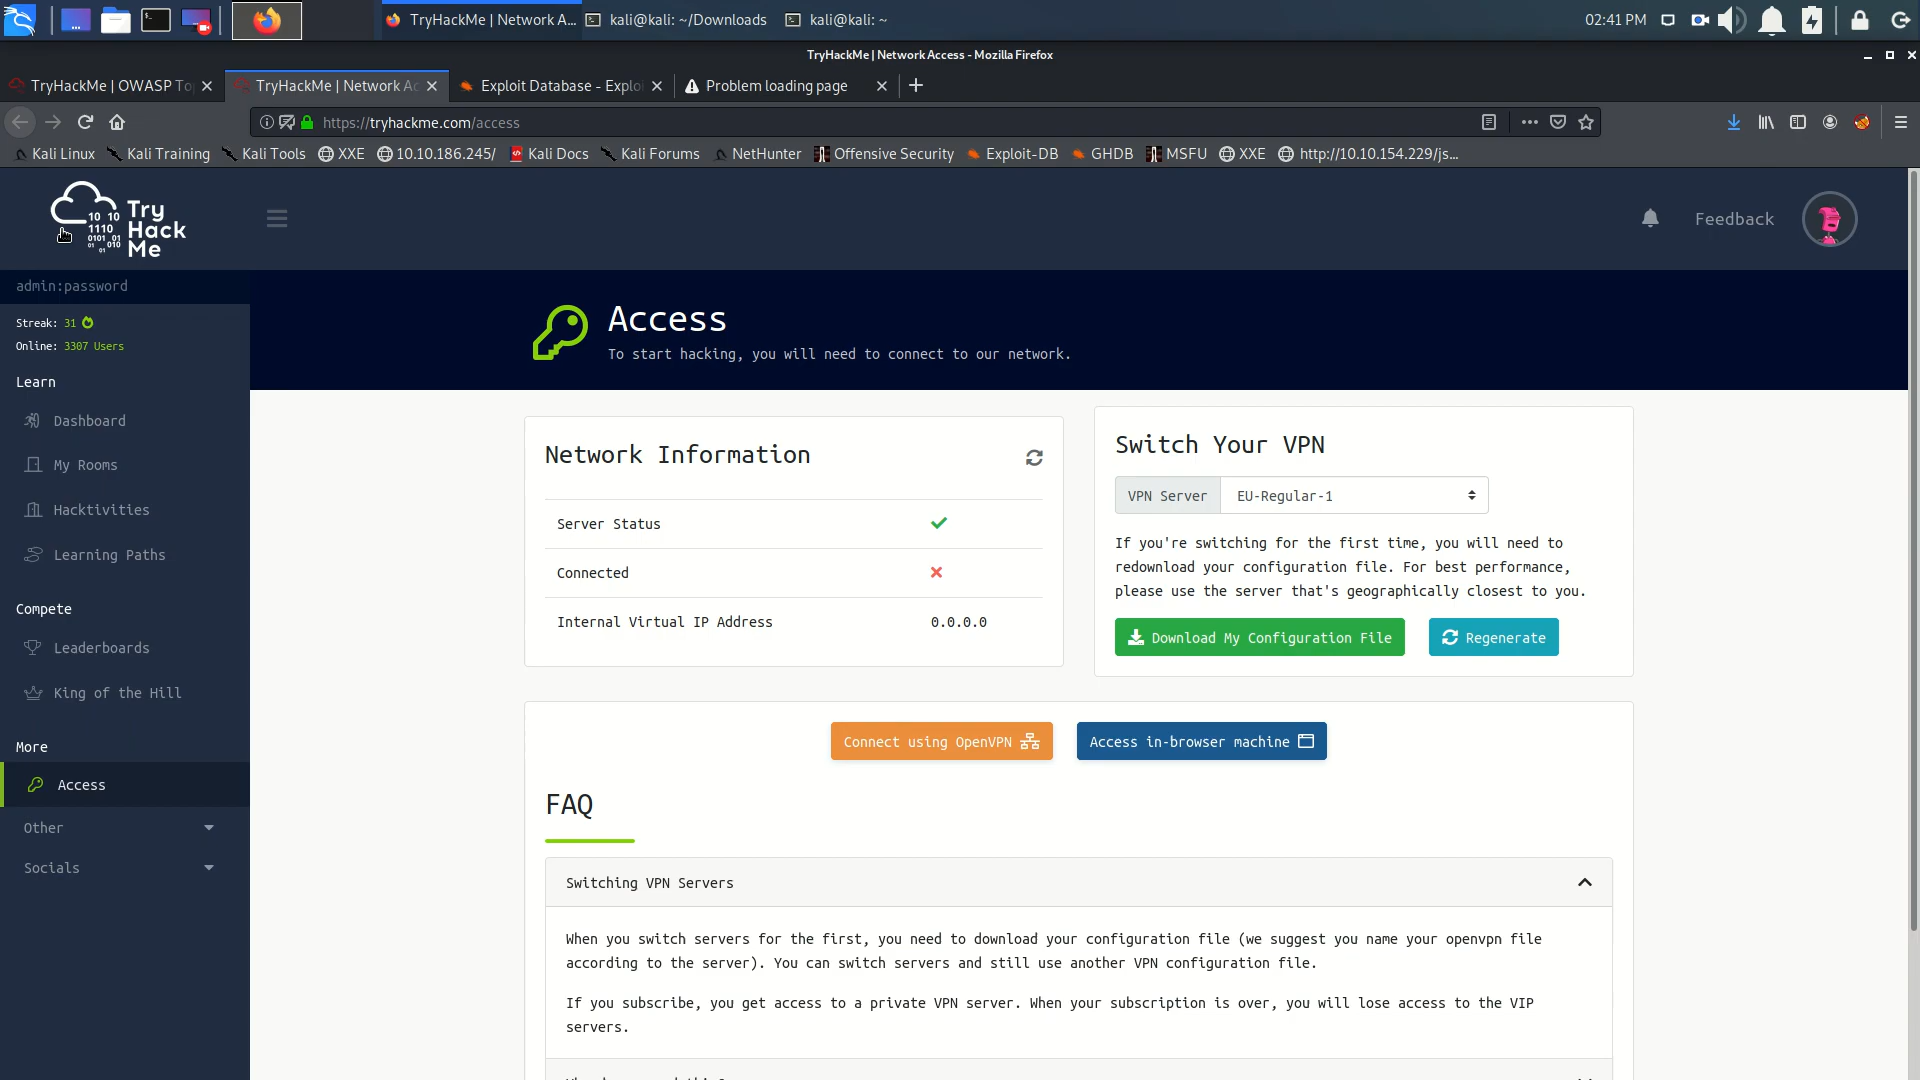 TryHackMe | Network A...
kali@kali: ~/Downloads
kali@kali: ~
02:41 PM
TryHackMe | Network Access - Mozilla Firefox
TryHackMe | OWASP To
TryHackMe | Network Ac
Exploit Database - Explo
Problem loading page
https://tryhackme.com/access
Kali Linux
Kali Training
Kali Tools
XXE
10.10.186.245/
Kali Docs
Kali Forums
NetHunter
Offensive Security
Exploit-DB
GHDB
MSFU
XXE
http://10.10.154.229/js...
10 10
1110
0101 01
01 010
01
Try
Hack
Me
Feedback
admin:password
Streak: 31
Online: 3307 Users
Learn
Dashboard
My Rooms
Hacktivities
Learning Paths
Compete
Leaderboards
King of the Hill
More
Access
Other
Socials
Access
To start hacking, you will need to connect to our network.
Network Information
Server Status
Connected
Internal Virtual IP Address 0.0.0.0
Switch Your VPN
VPN Server EU-Regular-1
If you're switching for the first time, you will need to
redownload your configuration file. For best performance,
please use the server that's geographically closest to you.
Download My Configuration File
Regenerate
Connect using OpenVPN
Access in-browser machine
FAQ
Switching VPN Servers
When you switch servers for the first, you need to download your configuration file (we suggest you name your openvpn file
according to the server). You can switch servers and still use another VPN configuration file.
If you subscribe, you get access to a private VPN server. When your subscription is over, you will lose access to the VIP
servers.